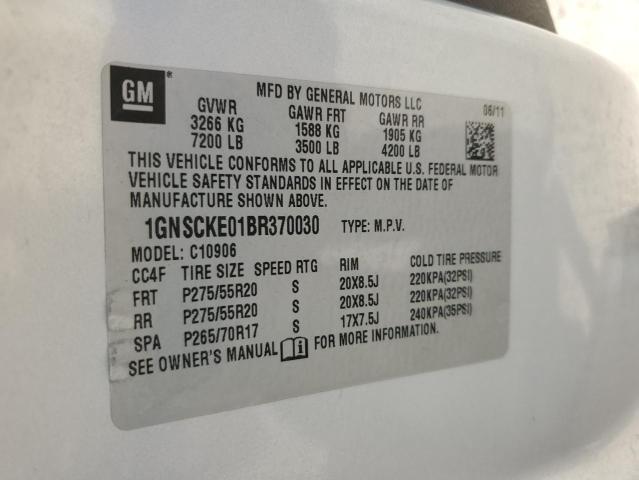 GM®
MFD BY GENERAL MOTORS LLC 06/11
GVWR GAWR FRT GAWR RR
3266 KG 1588 KG 1905 KG
7200 LB 3500 LB 4200 LB
THIS VEHICLE CONFORMS TO ALL APPLICABLE U.S. FEDERAL MOTOR
VEHICLE SAFETY STANDARDS IN EFFECT ON THE DATE OF
MANUFACTURE SHOWN ABOVE.
1GNSCKE01BR370030 TYPE: M.P.V.
MODEL: C10906
CC4F TIRE SIZE SPEED RTG RIM COLD TIRE PRESSURE
FRT P275/55R20 S 20X8.5J 220KPA(32PSI)
RR P275/55R20 S 20X8.5J 220KPA(32PSI)
SPA P265/70R17 S 17X7.5J 240KPA(35PSI)
SEE OWNER'S MANUAL FOR MORE INFORMATION.